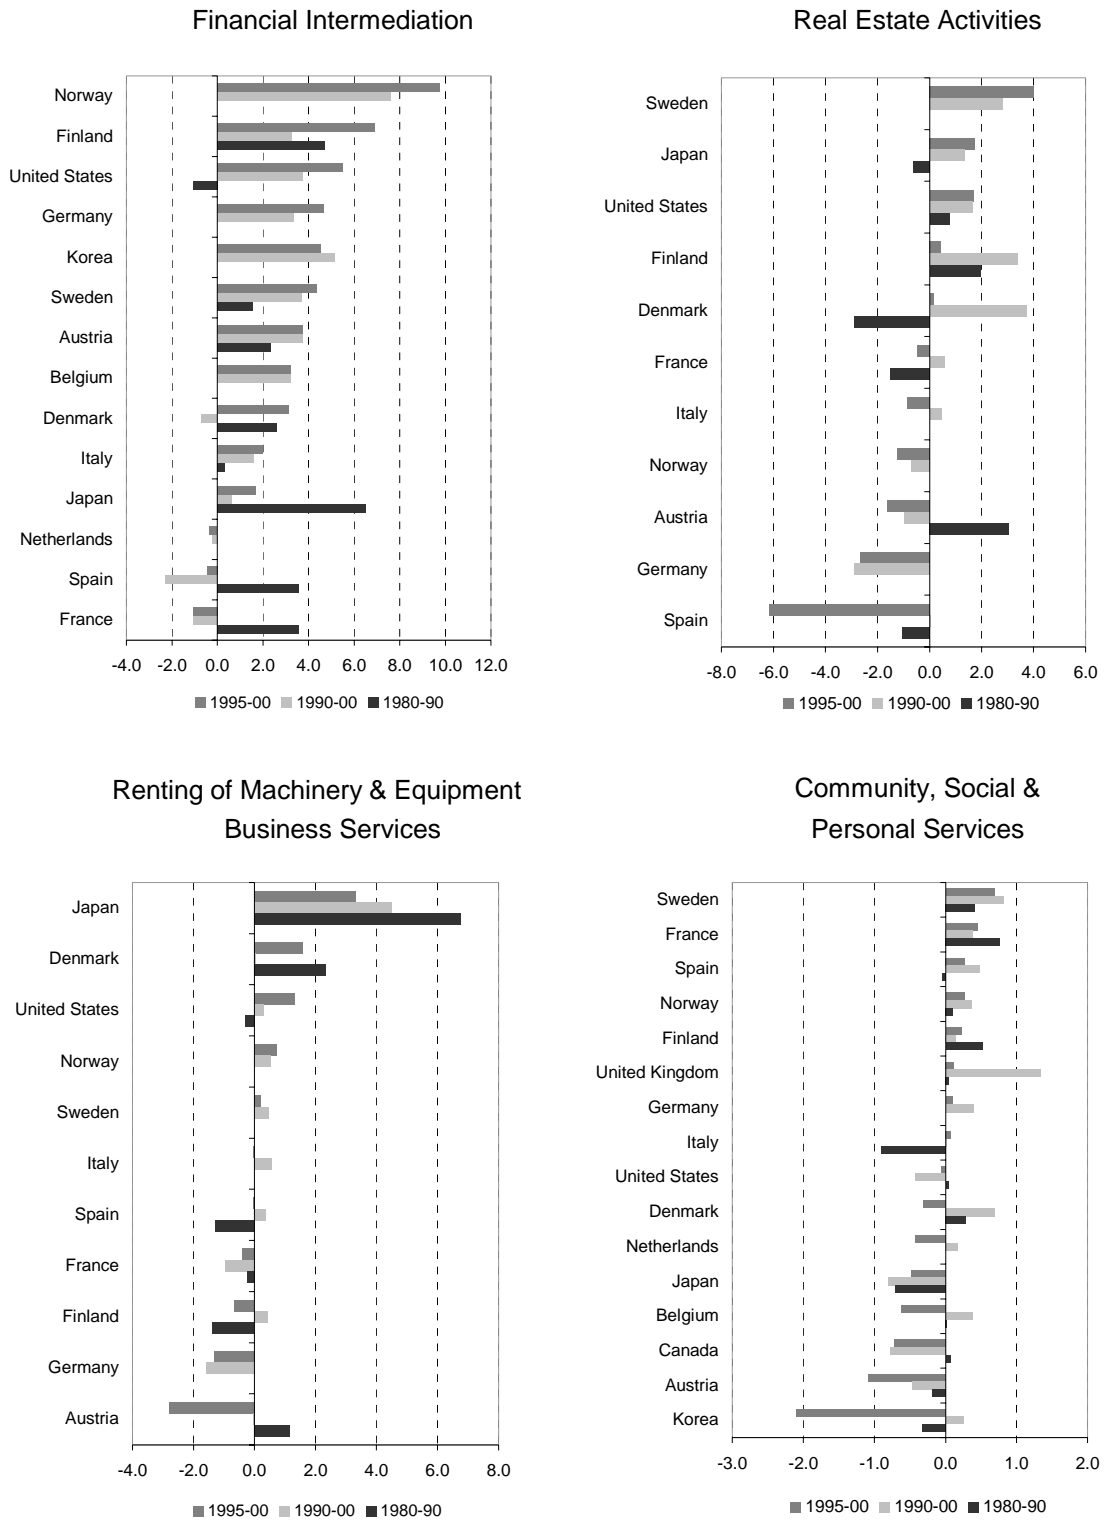 Financial Intermediation
Norway
Finland
United States
Germany
Korea
Sweden
Austria
Belgium
Denmark
Italy
Japan
Netherlands
Spain
France
-4.0 -2.0 0.0 2.0 4.0 6.0 8.0 10.0 12.0
1995-00 1990-00 1980-90
Real Estate Activities
Sweden
Japan
United States
Finland
Denmark
France
Italy
Norway
Austria
Germany
Spain
-8.0 -6.0 -4.0 -2.0 0.0 2.0 4.0 6.0
1995-00 1990-00 1980-90
Renting of Machinery & Equipment
Business Services
Japan
Denmark
United States
Norway
Sweden
Italy
Spain
France
Finland
Germany
Austria
-4.0 -2.0 0.0 2.0 4.0 6.0 8.0
1995-00 1990-00 1980-90
Community, Social &
Personal Services
Sweden
France
Spain
Norway
Finland
United Kingdom
Germany
Italy
United States
Denmark
Netherlands
Japan
Belgium
Canada
Austria
Korea
-3.0 -2.0 -1.0 0.0 1.0 2.0
1995-00 1990-00 1980-90